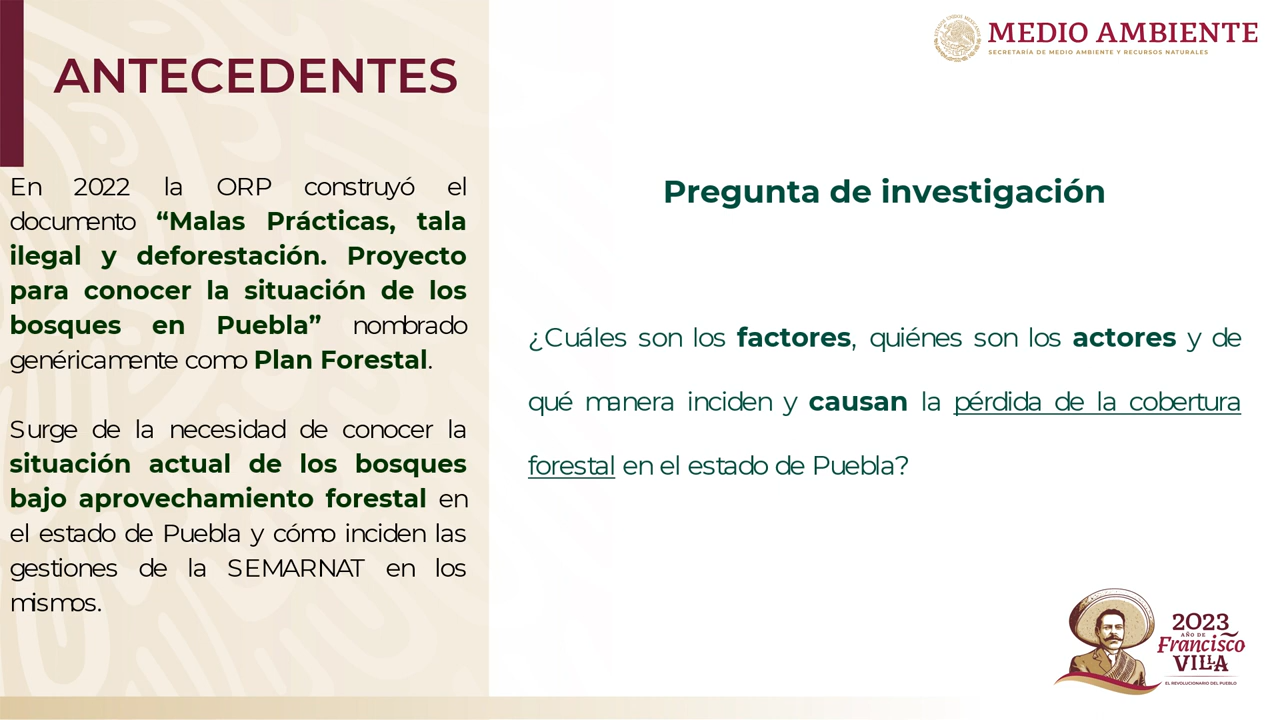 MEDIO AMBIENTE
SECRETARÍA DE MEDIO AMBIENTE Y RECURSOS NATURALES
ANTECEDENTES
En 2022 la ORP construyó el
documento “Malas Prácticas, tala
ilegal y deforestación. Proyecto
para conocer la situación de los
bosques en Puebla” nombrado
genéricamente como Plan Forestal.
Surge de la necesidad de conocer la
situación actual de los bosques
bajo aprovechamiento forestal en
el estado de Puebla y cómo inciden las
gestiones de la SEMARNAT en los
mismos.
Pregunta de investigación
¿Cuáles son los factores, quiénes son los actores y de
qué manera inciden y causan la pérdida de la cobertura
forestal en el estado de Puebla?
2023
AÑO DE
Francisco
VILLA
EL REVOLUCIONARIO DEL PUEBLO